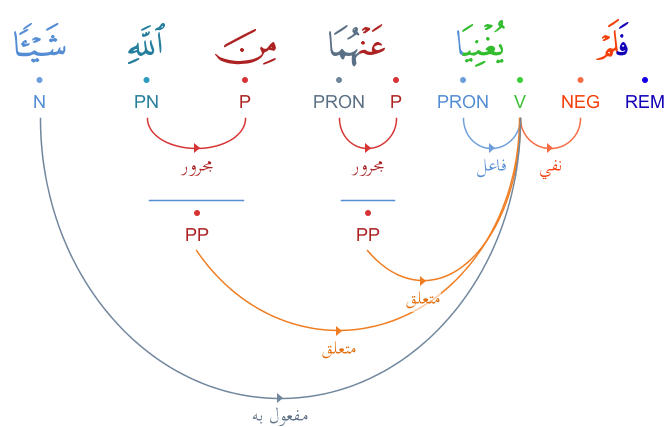 فَلَمْ يُغْنِيَا عَنْهُمَا مِنَ ٱللَّهِ شَيْـًٔا
REM NEG V PRON P PRON P PN N
نفي فاعل مجرور مجرور
PP PP
متعلق
متعلق
مفعول به